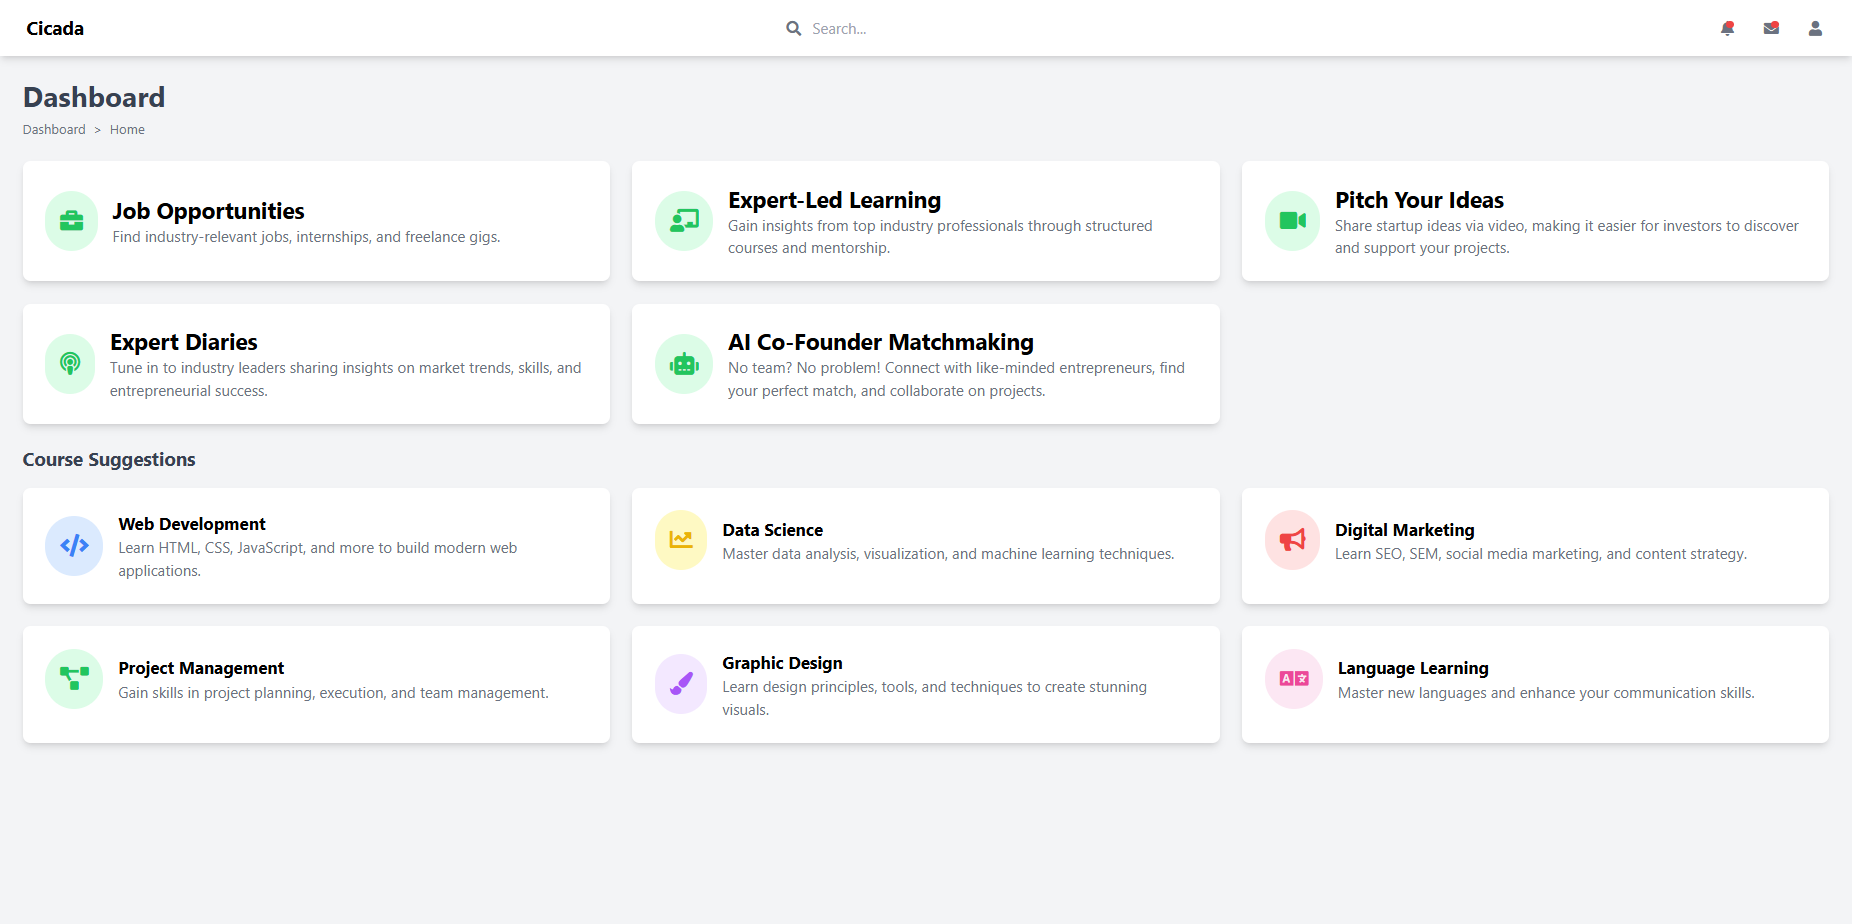 Cicada
Search...
Dashboard
Dashboard > Home
Job Opportunities
Find industry-relevant jobs, internships, and freelance gigs.
Expert-Led Learning
Gain insights from top industry professionals through structured
courses and mentorship.
Pitch Your Ideas
Share startup ideas via video, making it easier for investors to discover
and support your projects.
Expert Diaries
Tune in to industry leaders sharing insights on market trends, skills, and
entrepreneurial success.
AI Co-Founder Matchmaking
No team? No problem! Connect with like-minded entrepreneurs, find
your perfect match, and collaborate on projects.
Course Suggestions
Web Development
Learn HTML, CSS, JavaScript, and more to build modern web
applications.
Data Science
Master data analysis, visualization, and machine learning techniques.
Digital Marketing
Learn SEO, SEM, social media marketing, and content strategy.
Project Management
Gain skills in project planning, execution, and team management.
Graphic Design
Learn design principles, tools, and techniques to create stunning
visuals.
Language Learning
Master new languages and enhance your communication skills.